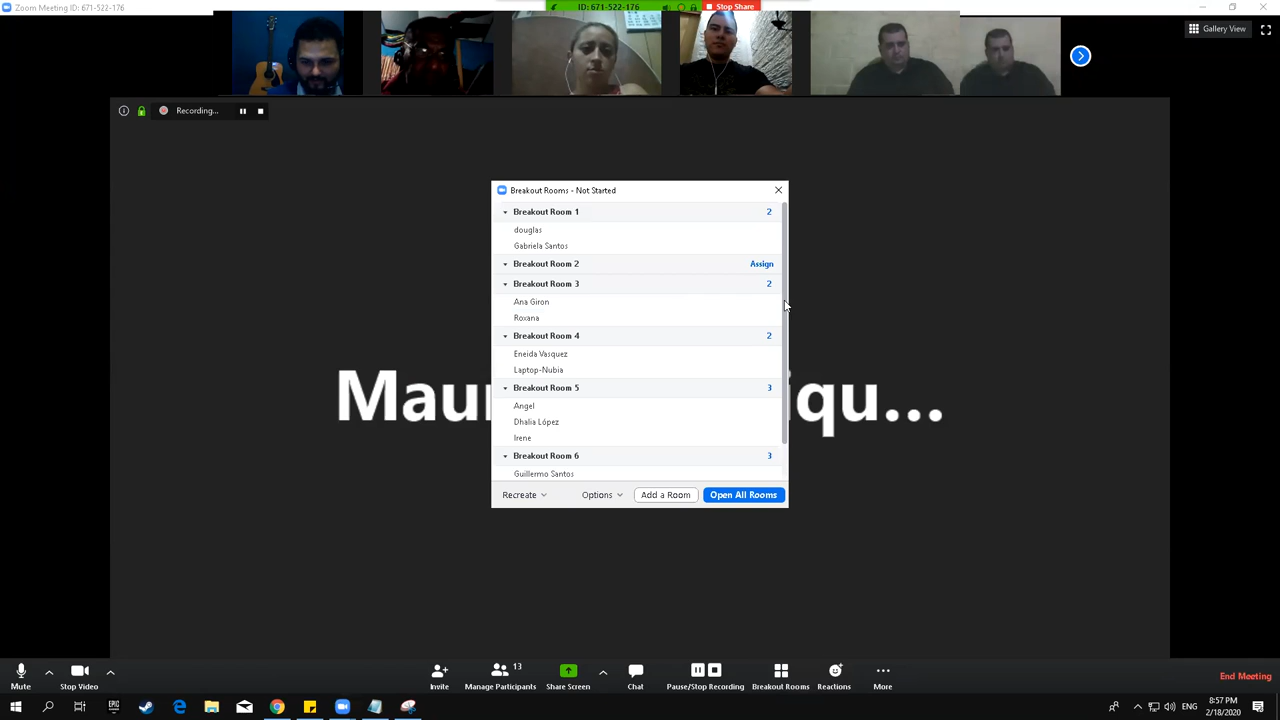 Zoom Meeting ID: 671-522-176
ID: 671-522-176
Stop Share
Gallery View
Recording...
Breakout Rooms - Not Started
Breakout Room 1 2
douglas
Gabriela Santos
Breakout Room 2 Assign
Breakout Room 3 2
Ana Giron
Roxana
Breakout Room 4 2
Eneida Vasquez
Laptop-Nubia
Breakout Room 5 3
Angel
Dhalia López
Irene
Breakout Room 6 3
Guillermo Santos
Recreate Options Add a Room Open All Rooms
Mute Stop Video Invite Manage Participants 13 Share Screen Chat Pause/Stop Recording Breakout Rooms Reactions More End Meeting
EPIC
ENG 8:57 PM
2/18/2020